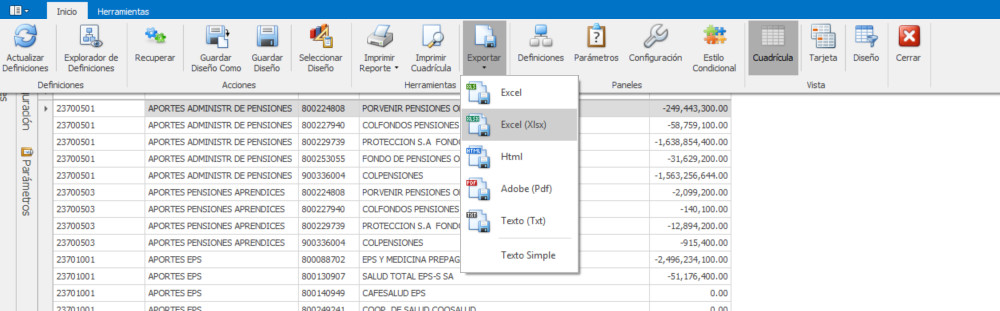 Inicio Herramientas
Actualizar Definiciones
Explorador de Definiciones
Recuperar
Guardar Diseño Como
Guardar Diseño
Seleccionar Diseño
Imprimir Reporte
Imprimir Cuadrícula
Exportar
Definiciones
Parámetros
Configuración
Estilo Condicional
Cuadrícula
Tarjeta
Diseño
Cerrar
Definiciones Acciones Herramientas Paneles Vista
Parámetros
23700501 APORTES ADMINISTR DE PENSIONES 800224808 PORVENIR PENSIONES -249,443,300.00
23700501 APORTES ADMINISTR DE PENSIONES 800227940 COLFONDOS PENSIONES -58,759,100.00
23700501 APORTES ADMINISTR DE PENSIONES 800229739 PROTECCION S.A FONDO -1,638,854,400.00
23700501 APORTES ADMINISTR DE PENSIONES 800253055 FONDO DE PENSIONES -31,629,200.00
23700501 APORTES ADMINISTR DE PENSIONES 900336004 COLPENSIONES -1,563,256,644.00
23700503 APORTES PENSIONES APRENDICES 800224808 PORVENIR PENSIONES -2,099,200.00
23700503 APORTES PENSIONES APRENDICES 800227940 COLFONDOS PENSIONES -140,100.00
23700503 APORTES PENSIONES APRENDICES 800229739 PROTECCION S.A FONDO -12,894,200.00
23700503 APORTES PENSIONES APRENDICES 900336004 COLPENSIONES -915,400.00
23701001 APORTES EPS 800088702 EPS Y MEDICINA PREPAG -2,496,234,100.00
23701001 APORTES EPS 800130907 SALUD TOTAL EPS-S SA -51,176,400.00
23701001 APORTES EPS 800140949 CAFESALUD EPS 0.00
23701001 APORTES EPS 800249241 COOP. DE SALUD COOSALUD 0.00
Excel
Excel (Xlsx)
Html
Adobe (Pdf)
Texto (Txt)
Texto Simple